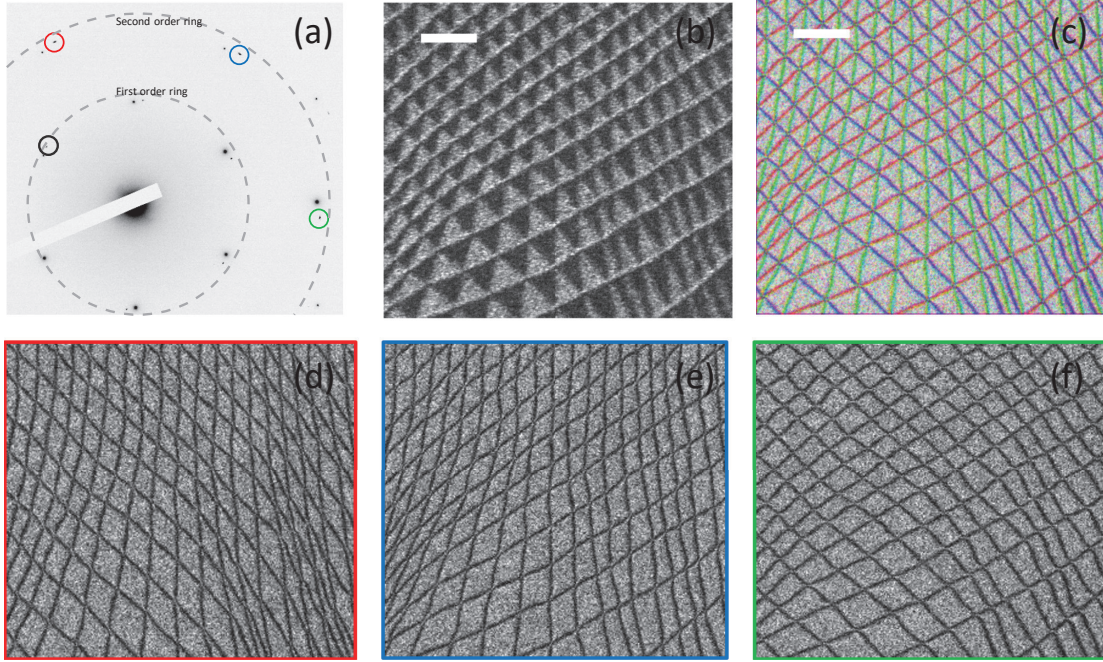 Second order ring
(a)
First order ring
(b)
(c)
(d)
(e)
(f)